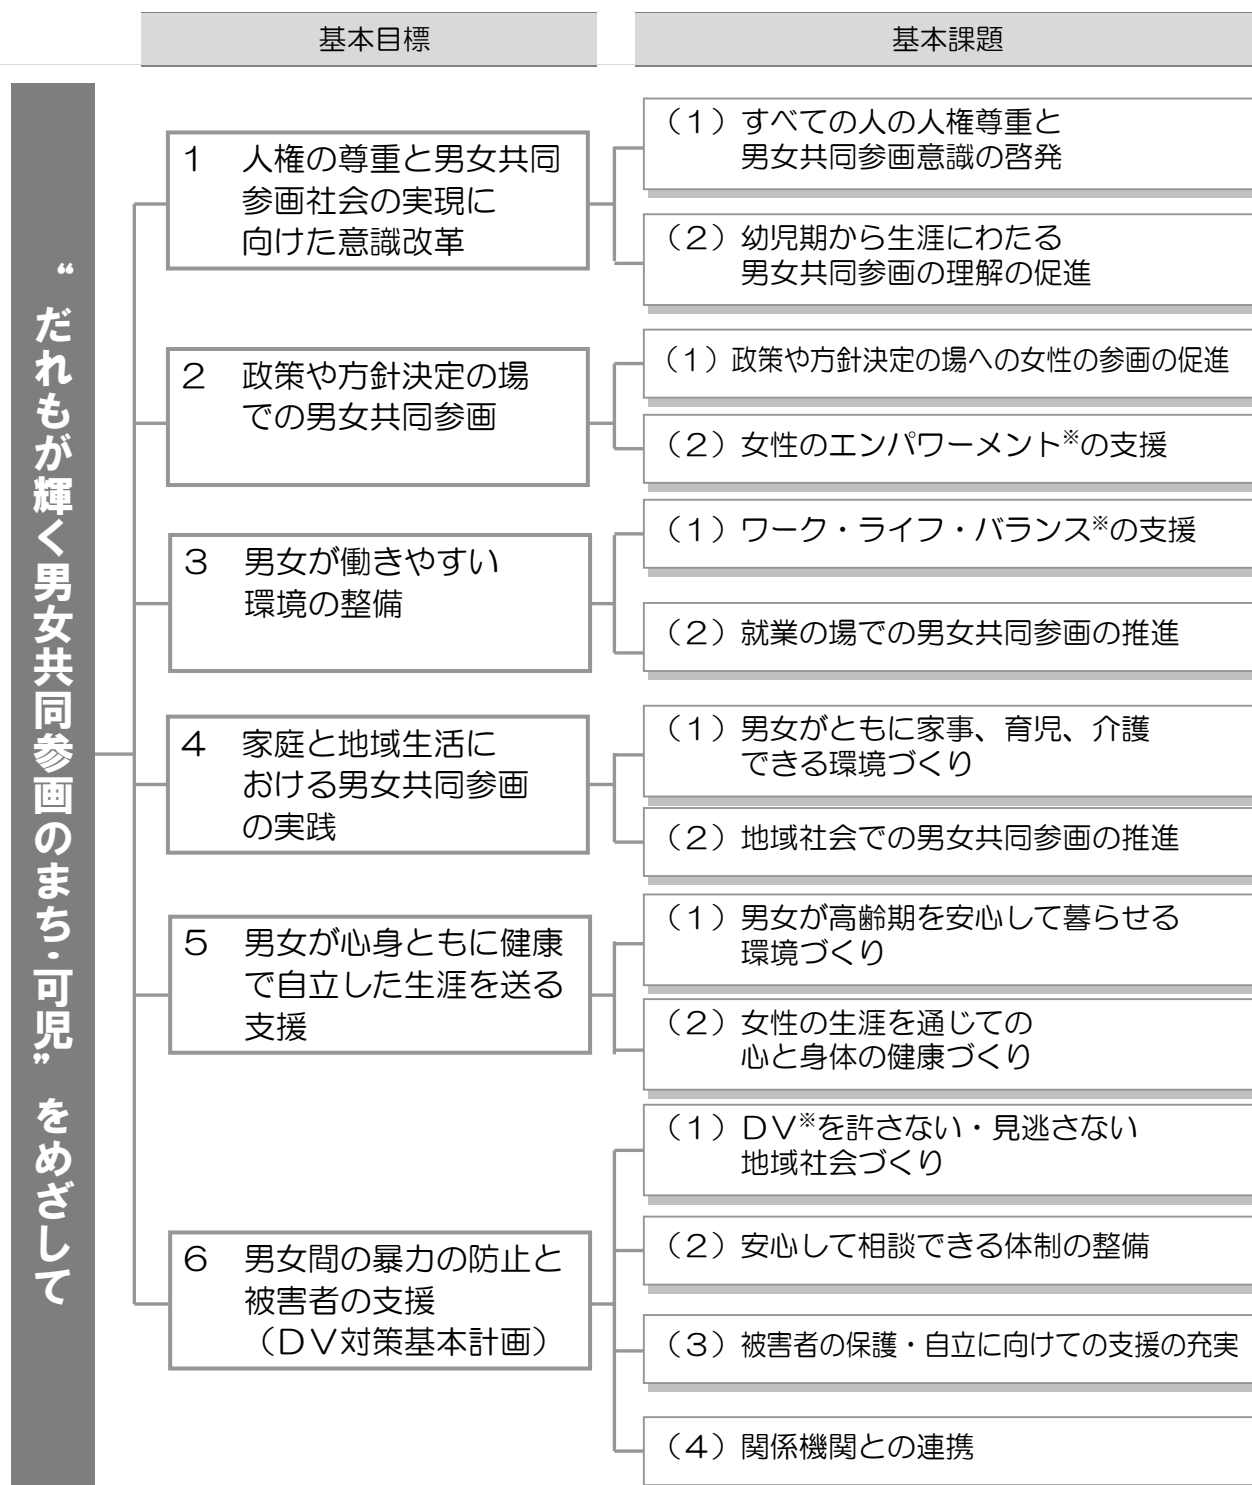 基本目標
基本課題
“だれもが輝く男女共同参画のまち・可児”をめざして
1 人権の尊重と男女共同
参画社会の実現に
向けた意識改革
(1)すべての人の人権尊重と
男女共同参画意識の啓発
(2)幼児期から生涯にわたる
男女共同参画の理解の促進
2 政策や方針決定の場
での男女共同参画
(1)政策や方針決定の場への女性の参画の促進
(2)女性のエンパワーメント※の支援
3 男女が働きやすい
環境の整備
(1)ワーク・ライフ・バランス※の支援
(2)就業の場での男女共同参画の推進
4 家庭と地域生活に
おける男女共同参画
の実践
(1)男女がともに家事、育児、介護
できる環境づくり
(2)地域社会での男女共同参画の推進
5 男女が心身ともに健康
で自立した生涯を送る
支援
(1)男女が高齢期を安心して暮らせる
環境づくり
(2)女性の生涯を通じての
心と身体の健康づくり
6 男女間の暴力の防止と
被害者の支援
(DV対策基本計画)
(1)DV※を許さない・見逃さない
地域社会づくり
(2)安心して相談できる体制の整備
(3)被害者の保護・自立に向けての支援の充実
(4)関係機関との連携